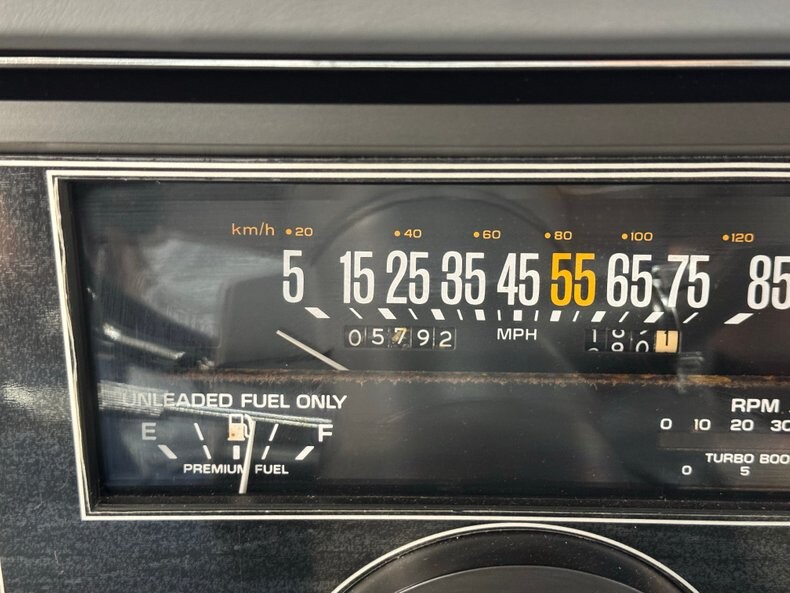 km/h 20 40 60 80 100 120
5 15 25 35 45 55 65 75 85
05792 MPH
UNLEADED FUEL ONLY
E F
PREMIUM FUEL
RPM
0 10 20 30
TURBO BOO
0 5